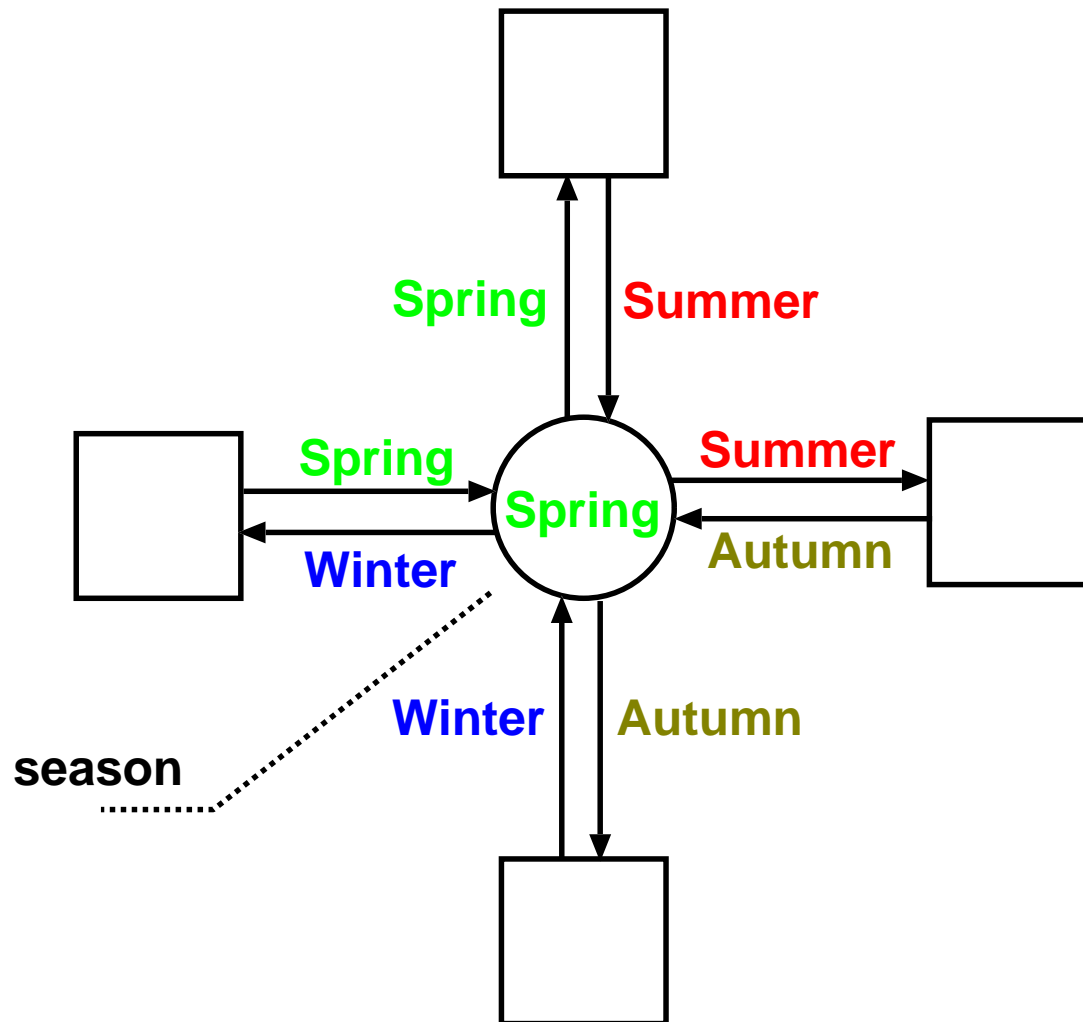 Spring
Summer
Spring
Summer
Spring
Winter
Autumn
Winter
Autumn
season